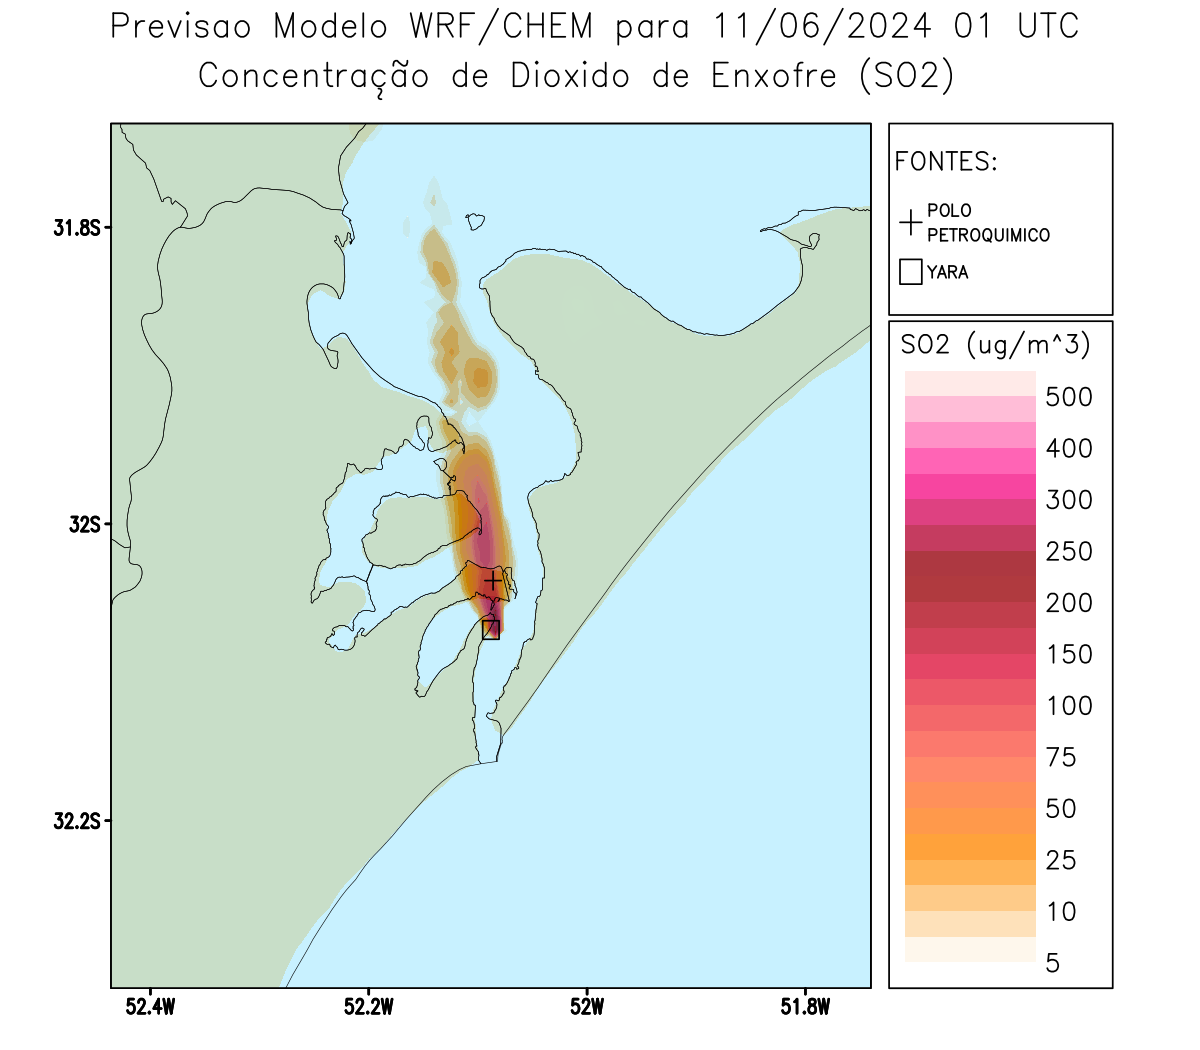 Previsao Modelo WRF/CHEM para 11/06/2024 01 UTC
Concentração de Dioxido de Enxofre (SO2)
FONTES:
POLO
PETROQUIMICO
YARA
31.8S
32S
32.2S
52.4W
52.2W
52W
51.8W
SO2 (ug/m^3)
500
400
300
250
200
150
100
75
50
25
10
5